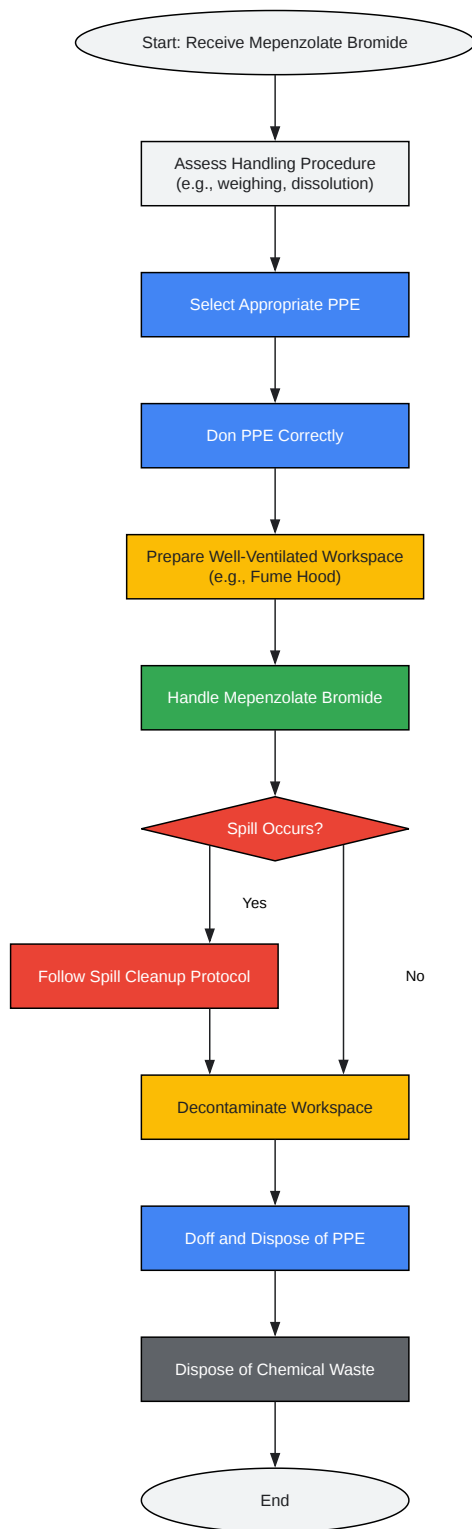 Start: Receive Mepenzolate Bromide
Assess Handling Procedure
(e.g., weighing, dissolution)
Select Appropriate PPE
Don PPE Correctly
Prepare Well-Ventilated Workspace
(e.g., Fume Hood)
Handle Mepenzolate Bromide
Spill Occurs?
Yes
Follow Spill Cleanup Protocol
No
Decontaminate Workspace
Doff and Dispose of PPE
Dispose of Chemical Waste
End